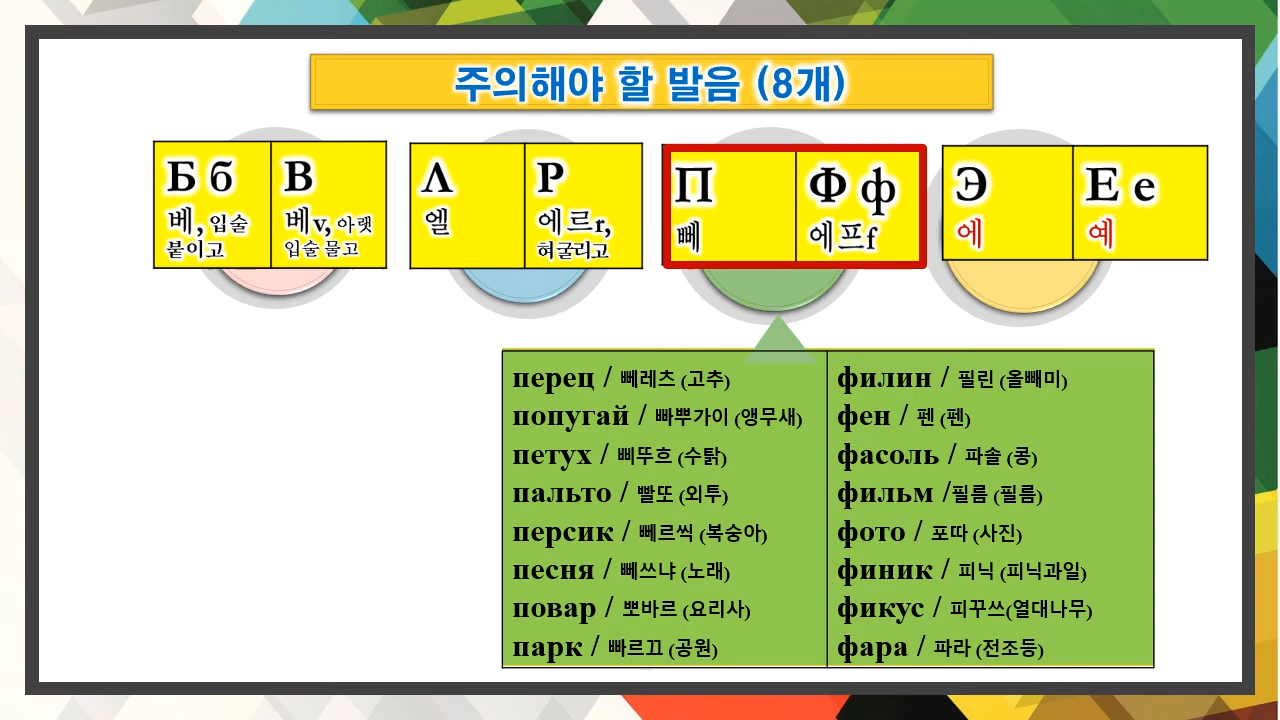 주의해야 할 발음 (8개)
Б б
베, 입술
붙이고
В
베v, 아랫
입술 물고
Л
엘
Р
에르r,
혀굴리고
П
뻬
Ф ф
에프f
Э
에
Е е
예
перец / 뻬레츠 (고추)
попугай / 빠뿌가이 (앵무새)
петух / 삐뚜흐 (수탉)
пальто / 빨또 (외투)
персик / 뻬르씩 (복숭아)
песня / 뻬쓰냐 (노래)
повар / 뽀바르 (요리사)
парк / 빠르끄 (공원)
филин / 필린 (올빼미)
фен / 펜 (펜)
фасоль / 파솔 (콩)
фильм /필름 (필름)
фото / 포따 (사진)
финик / 피닉 (피닉과일)
фикус / 피꾸쓰(열대나무)
фара / 파라 (전조등)